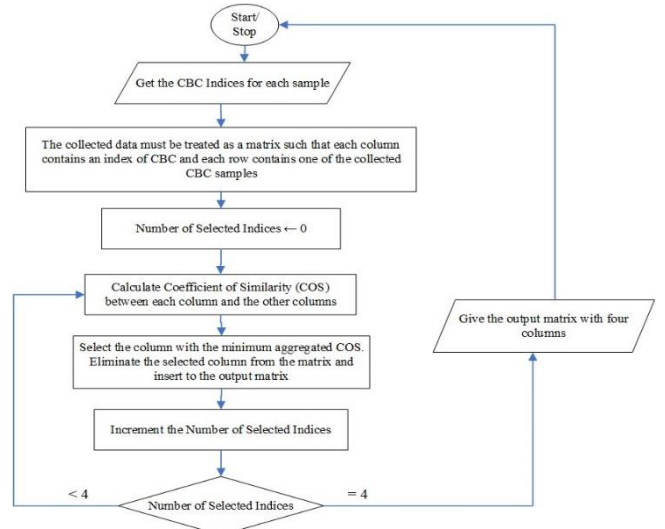 Start/
Stop
Get the CBC Indices for each sample
The collected data must be treated as a matrix such that each column
contains an index of CBC and each row contains one of the collected
CBC samples
Number of Selected Indices ← 0
Calculate Coefficient of Similarity (COS)
between each column and the other columns
Select the column with the minimum aggregated COS.
Eliminate the selected column from the matrix and
insert to the output matrix
Increment the Number of Selected Indices
< 4
Number of Selected Indices
= 4
Give the output matrix with four
columns